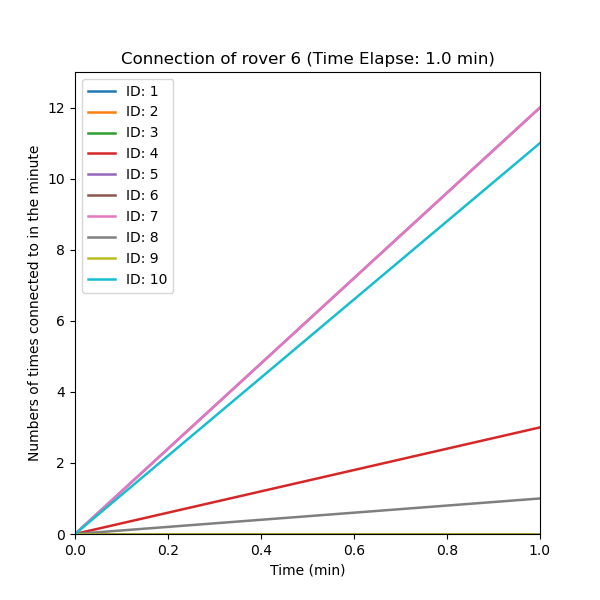 Connection of rover 6 (Time Elapse: 1.0 min)
12
10
8
6
4
2
0
Numbers of times connected to in the minute
ID: 1
ID: 2
ID: 3
ID: 4
ID: 5
ID: 6
ID: 7
ID: 8
ID: 9
ID: 10
0.0 0.2 0.4 0.6 0.8 1.0
Time (min)